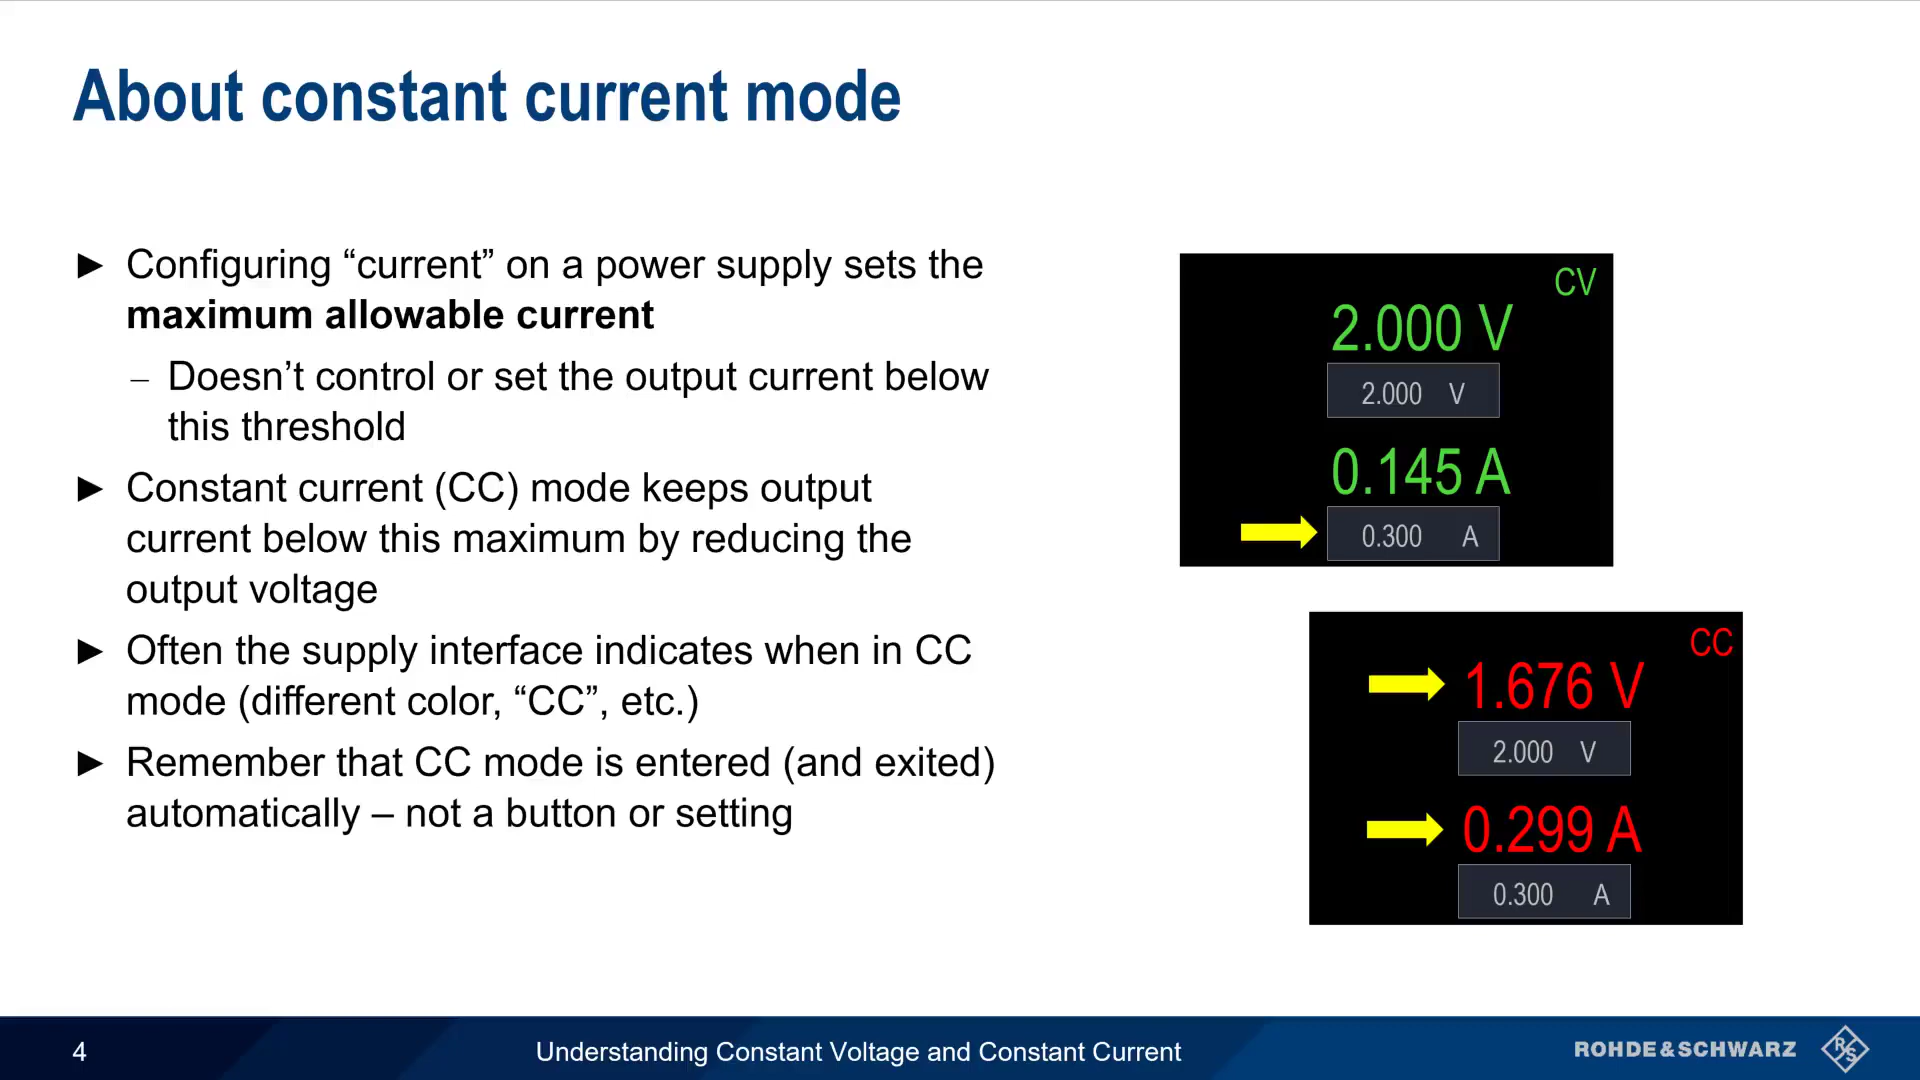 About constant current mode
► Configuring “current” on a power supply sets the
maximum allowable current
– Doesn’t control or set the output current below
this threshold
► Constant current (CC) mode keeps output
current below this maximum by reducing the
output voltage
► Often the supply interface indicates when in CC
mode (different color, “CC”, etc.)
► Remember that CC mode is entered (and exited)
automatically – not a button or setting
CV
2.000 V
2.000 V
0.145 A
0.300 A
CC
1.676 V
2.000 V
0.299 A
0.300 A
4
Understanding Constant Voltage and Constant Current
ROHDE&SCHWARZ
R&S